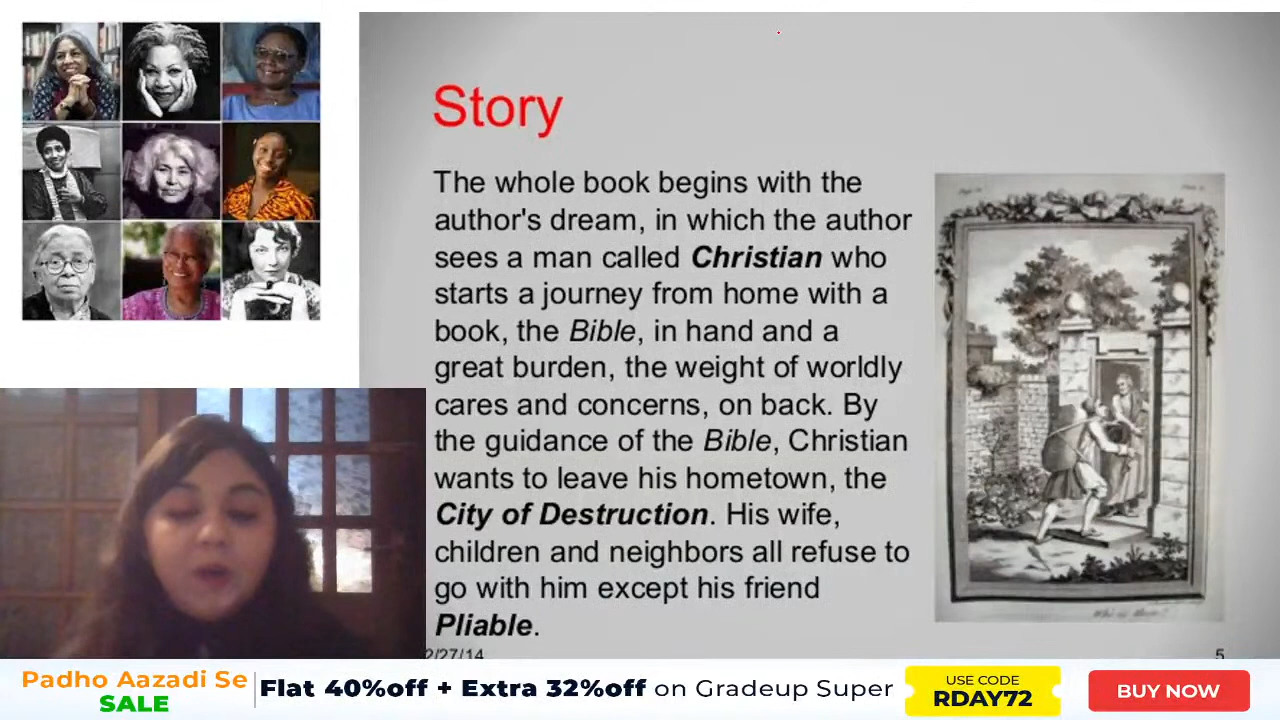 Story
The whole book begins with the
author's dream, in which the author
sees a man called Christian who
starts a journey from home with a
book, the Bible, in hand and a
great burden, the weight of worldly
cares and concerns, on back. By
the guidance of the Bible, Christian
wants to leave his hometown, the
City of Destruction. His wife,
children and neighbors all refuse to
go with him except his friend
Pliable.
2/27/14
5
Padho Aazadi Se
SALE
Flat 40%off + Extra 32%off on Gradeup Super
USE CODE
RDAY72
BUY NOW